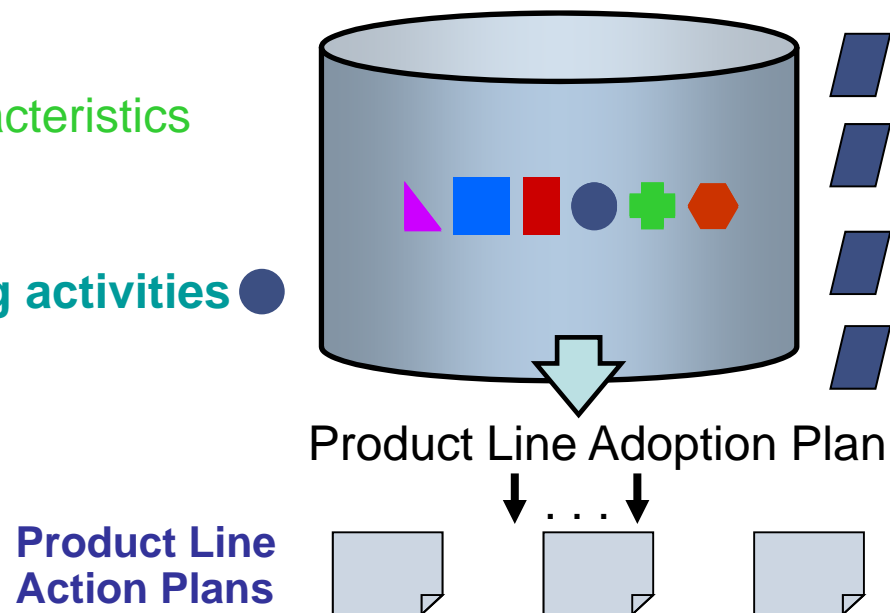 acteristics
g activities
Product Line Adoption Plan
. . .
Product Line
Action Plans